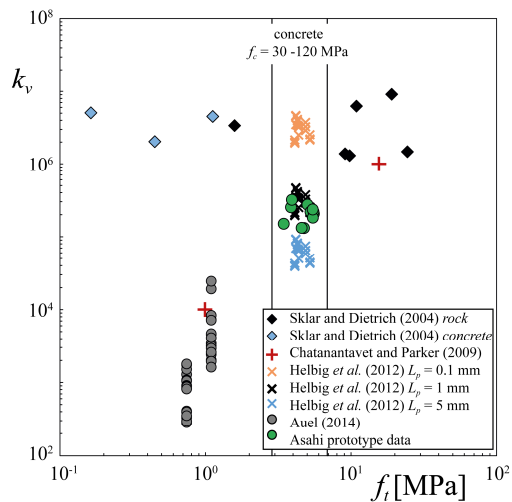 concrete
f_c = 30 -120 MPa
10^8
k_v
10^6
10^4
10^2
Sklar and Dietrich (2004) rock
Sklar and Dietrich (2004) concrete
Chatanantavet and Parker (2009)
Helbig et al. (2012) L_p = 0.1 mm
Helbig et al. (2012) L_p = 1 mm
Helbig et al. (2012) L_p = 5 mm
Auel (2014)
Asahi prototype data
10^-1 10^0 10^1 10^2
f_t [MPa]